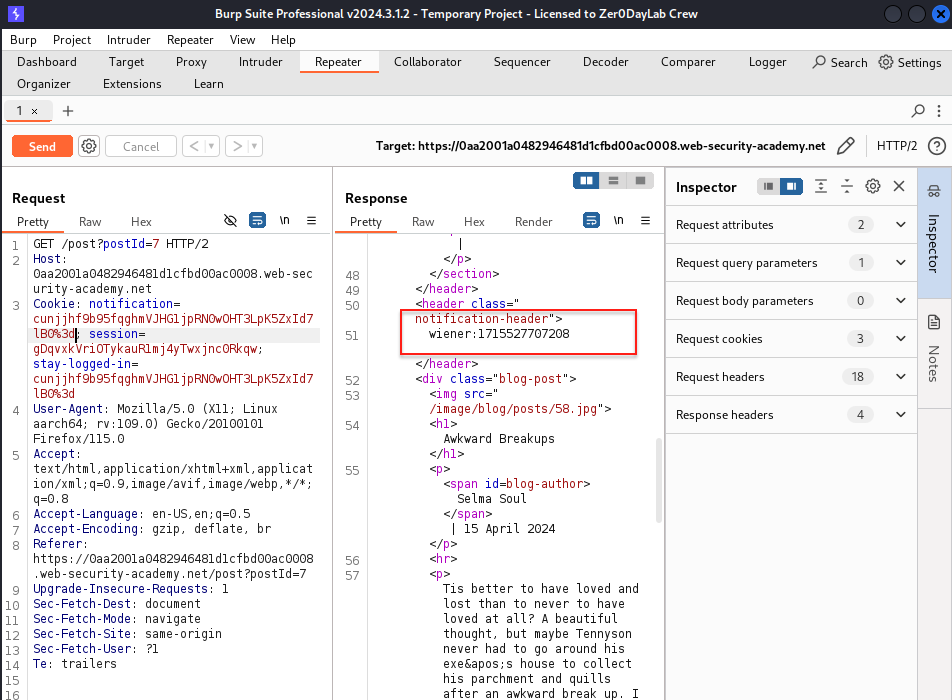 Burp Suite Professional v2024.3.1.2 - Temporary Project - Licensed to Zer0DayLab Crew
Burp Project Intruder Repeater View Help
Dashboard Target Proxy Intruder Repeater Collaborator Sequencer Decoder Comparer Logger Search Settings
Organizer Extensions Learn
1 × +
Send Cancel < > Target: https://0aa2001a0482946481d1cfbd00ac0008.web-security-academy.net HTTP/2
Request
Pretty Raw Hex \n
1 GET /post?postId=7 HTTP/2
2 Host:
0aa2001a0482946481d1cfbd00ac0008.web-sec
urity-academy.net
3 Cookie: notification=
cunjjhf9b95fqghmVJHG1jpRN0wOHT3LpK5ZxId7
lB0%3d; session=
gDqvxkVriOTykauR1mj4yTwxjnc0Rkqw;
stay-logged-in=
cunjjhf9b95fqghmVJHG1jpRN0wOHT3LpK5ZxId7
lB0%3d
4 User-Agent: Mozilla/5.0 (X11; Linux
aarch64; rv:109.0) Gecko/20100101
Firefox/115.0
5 Accept:
text/html,application/xhtml+xml,applicat
ion/xml;q=0.9,image/avif,image/webp,*/*;
q=0.8
6 Accept-Language: en-US,en;q=0.5
7 Accept-Encoding: gzip, deflate, br
8 Referer:
https://0aa2001a0482946481d1cfbd00ac0008
.web-security-academy.net/post?postId=7
9 Upgrade-Insecure-Requests: 1
10 Sec-Fetch-Dest: document
11 Sec-Fetch-Mode: navigate
12 Sec-Fetch-Site: same-origin
13 Sec-Fetch-User: ?1
14 Te: trailers
15
16
Response
Pretty Raw Hex Render \n
|
</p>
48 </section>
49 </header>
50 <header class="
notification-header">
51 wiener:1715527707208
</header>
52 <div class="blog-post">
53 <img src="
/image/blog/posts/58.jpg">
54 <h1>
Awkward Breakups
</h1>
55 <p>
<span id=blog-author>
Selma Soul
</span>
| 15 April 2024
</p>
56 <hr>
57 <p>
Tis better to have loved and
lost than to never to have
loved at all? A beautiful
thought, but maybe Tennyson
never had to go around his
exe&apos;s house to collect
his parchment and quills
after an awkward break up. I
Inspector
Request attributes 2
Request query parameters 1
Request body parameters 0
Request cookies 3
Request headers 18
Response headers 4
Inspector
Notes